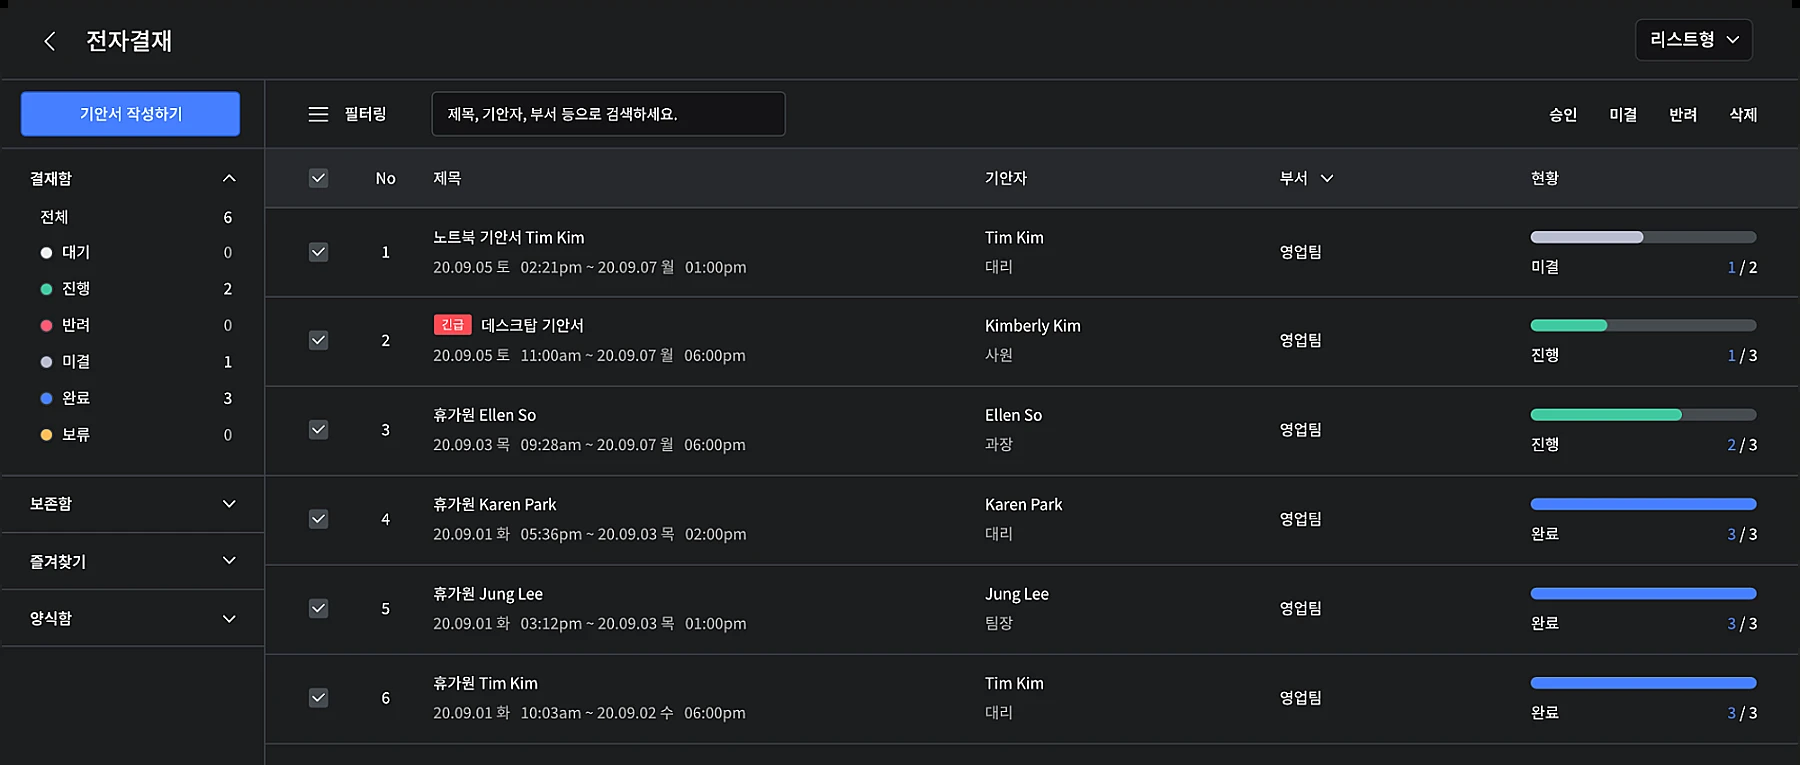 전자결재
리스트형
기안서 작성하기
필터링
제목, 기안자, 부서 등으로 검색하세요.
승인 미결 반려 삭제
결재함
전체 6
대기 0
진행 2
반려 0
미결 1
완료 3
보류 0
보존함
즐겨찾기
양식함
No 제목 기안자 부서 현황
1 노트북 기안서 Tim Kim
20.09.05 토 02:21pm ~ 20.09.07 월 01:00pm
Tim Kim
대리
영업팀
미결 1 / 2
2 긴급 데스크탑 기안서
20.09.05 토 11:00am ~ 20.09.07 월 06:00pm
Kimberly Kim
사원
영업팀
진행 1 / 3
3 휴가원 Ellen So
20.09.03 목 09:28am ~ 20.09.07 월 06:00pm
Ellen So
과장
영업팀
진행 2 / 3
4 휴가원 Karen Park
20.09.01 화 05:36pm ~ 20.09.03 목 02:00pm
Karen Park
대리
영업팀
완료 3 / 3
5 휴가원 Jung Lee
20.09.01 화 03:12pm ~ 20.09.03 목 01:00pm
Jung Lee
팀장
영업팀
완료 3 / 3
6 휴가원 Tim Kim
20.09.01 화 10:03am ~ 20.09.02 수 06:00pm
Tim Kim
대리
영업팀
완료 3 / 3